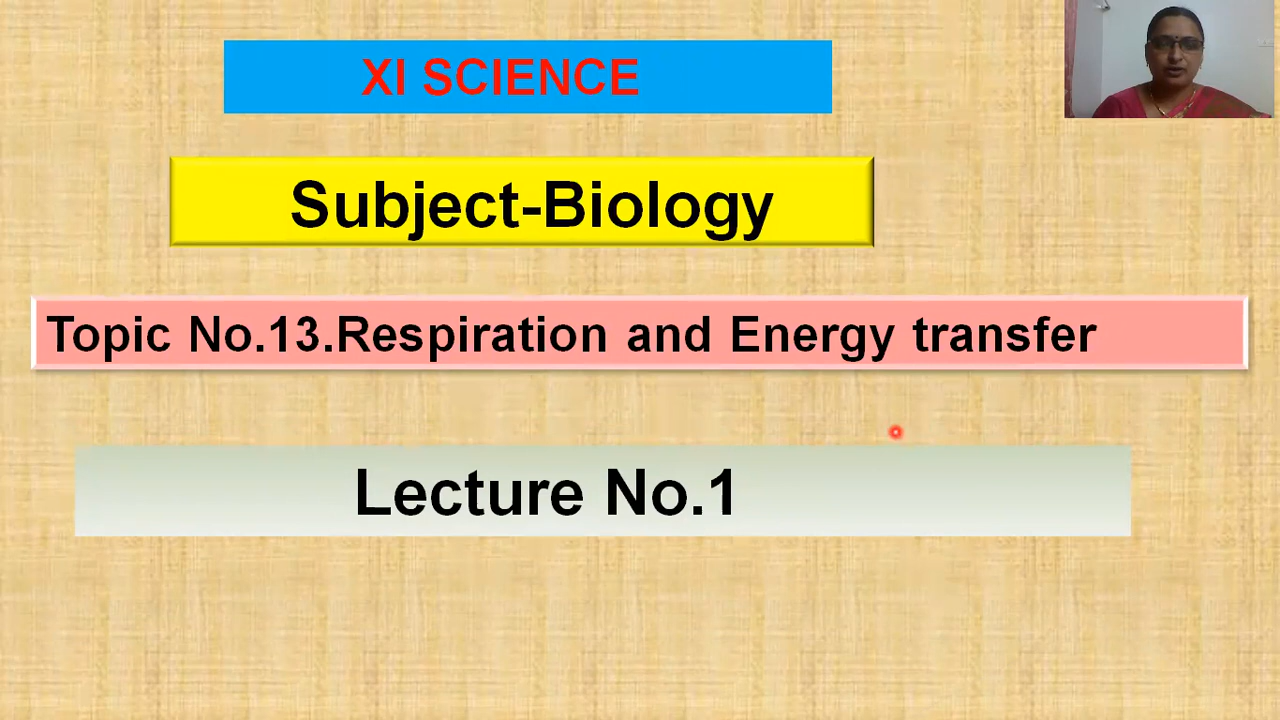 XI SCIENCE
Subject-Biology
Topic No.13.Respiration and Energy transfer
Lecture No.1